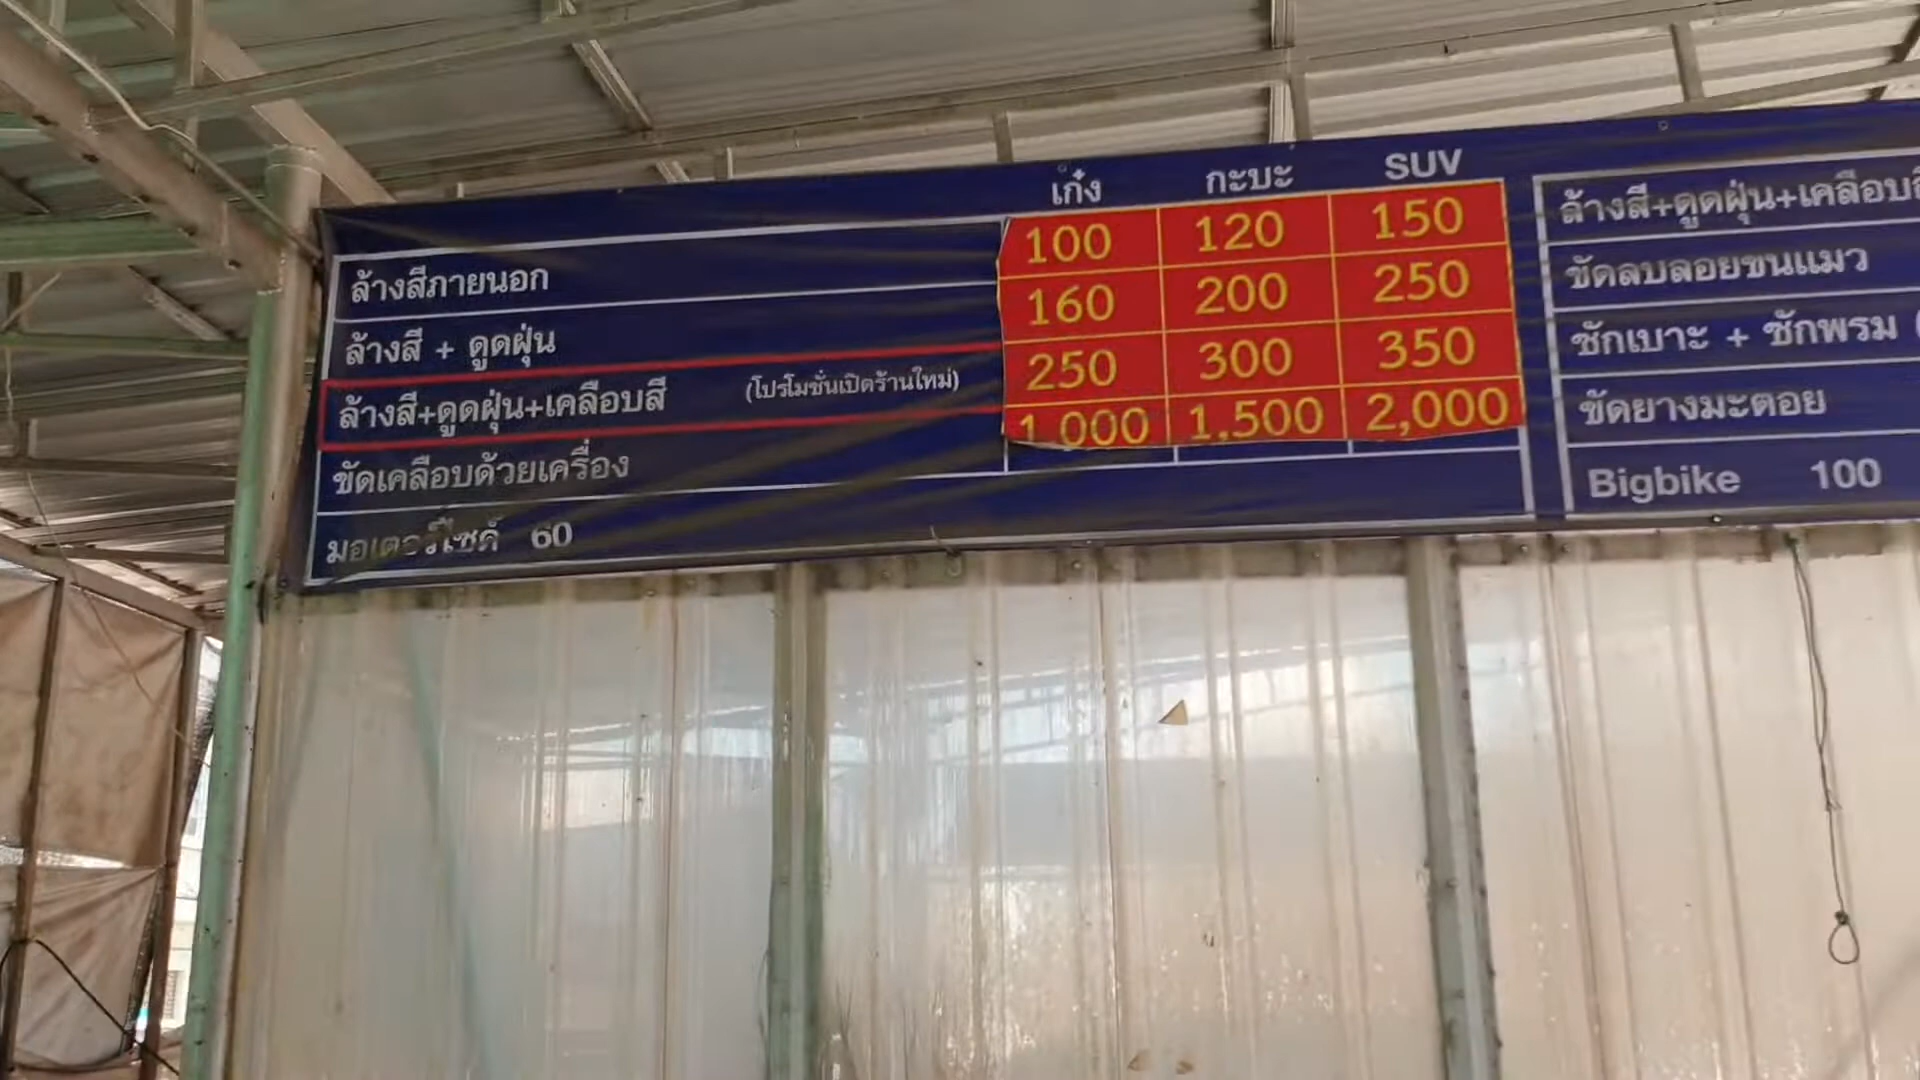 เก๋ง กะบะ SUV
ล้างสีภายนอก 100 120 150
ล้างสี + ดูดฝุ่น 160 200 250
ล้างสี+ดูดฝุ่น+เคลือบสี (โปรโมชั่นเปิดร้านใหม่) 250 300 350
ขัดเคลือบด้วยเครื่อง 1,000 1,500 2,000
มอเตอร์ไซค์ 60
ล้างสี+ดูดฝุ่น+เคลือบ
ขัดลบลอยขนแมว
ซักเบาะ + ซักพรม (
ขัดยางมะตอย
Bigbike 100